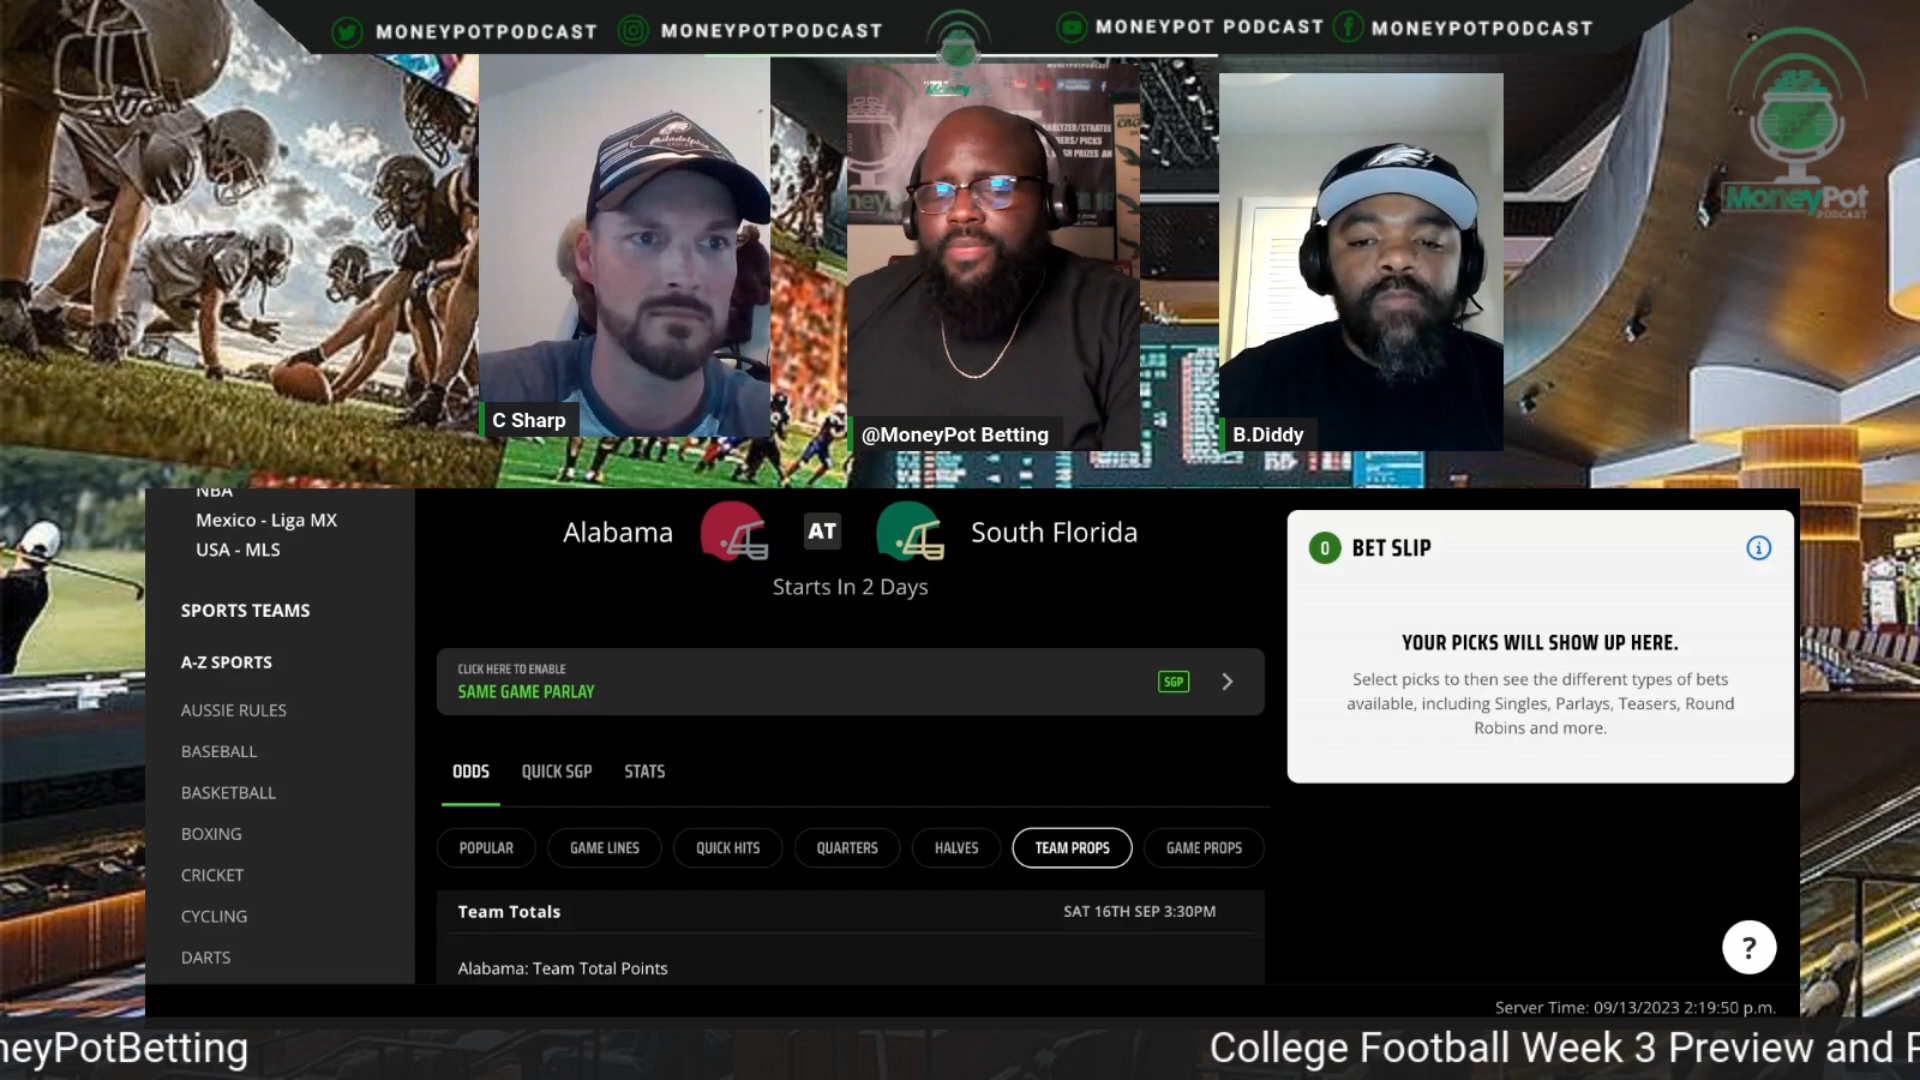 MONEYPOTPODCAST
MONEYPOTPODCAST
MONEYPOT PODCAST
MONEYPOTPODCAST
MoneyPot
PODCAST
Philadelphia
C Sharp
@MoneyPot Betting
B.Diddy
NBA
Mexico - Liga MX
USA - MLS
SPORTS TEAMS
A-Z SPORTS
AUSSIE RULES
BASEBALL
BASKETBALL
BOXING
CRICKET
CYCLING
DARTS
Alabama
AT
South Florida
Starts In 2 Days
CLICK HERE TO ENABLE
SAME GAME PARLAY
SGP
ODDS
QUICK SGP
STATS
POPULAR
GAME LINES
QUICK HITS
QUARTERS
HALVES
TEAM PROPS
GAME PROPS
Team Totals
SAT 16TH SEP 3:30PM
Alabama: Team Total Points
0 BET SLIP
YOUR PICKS WILL SHOW UP HERE.
Select picks to then see the different types of bets
available, including Singles, Parlays, Teasers, Round
Robins and more.
?
Server Time: 09/13/2023 2:19:50 p.m.
neyPotBetting
College Football Week 3 Preview and